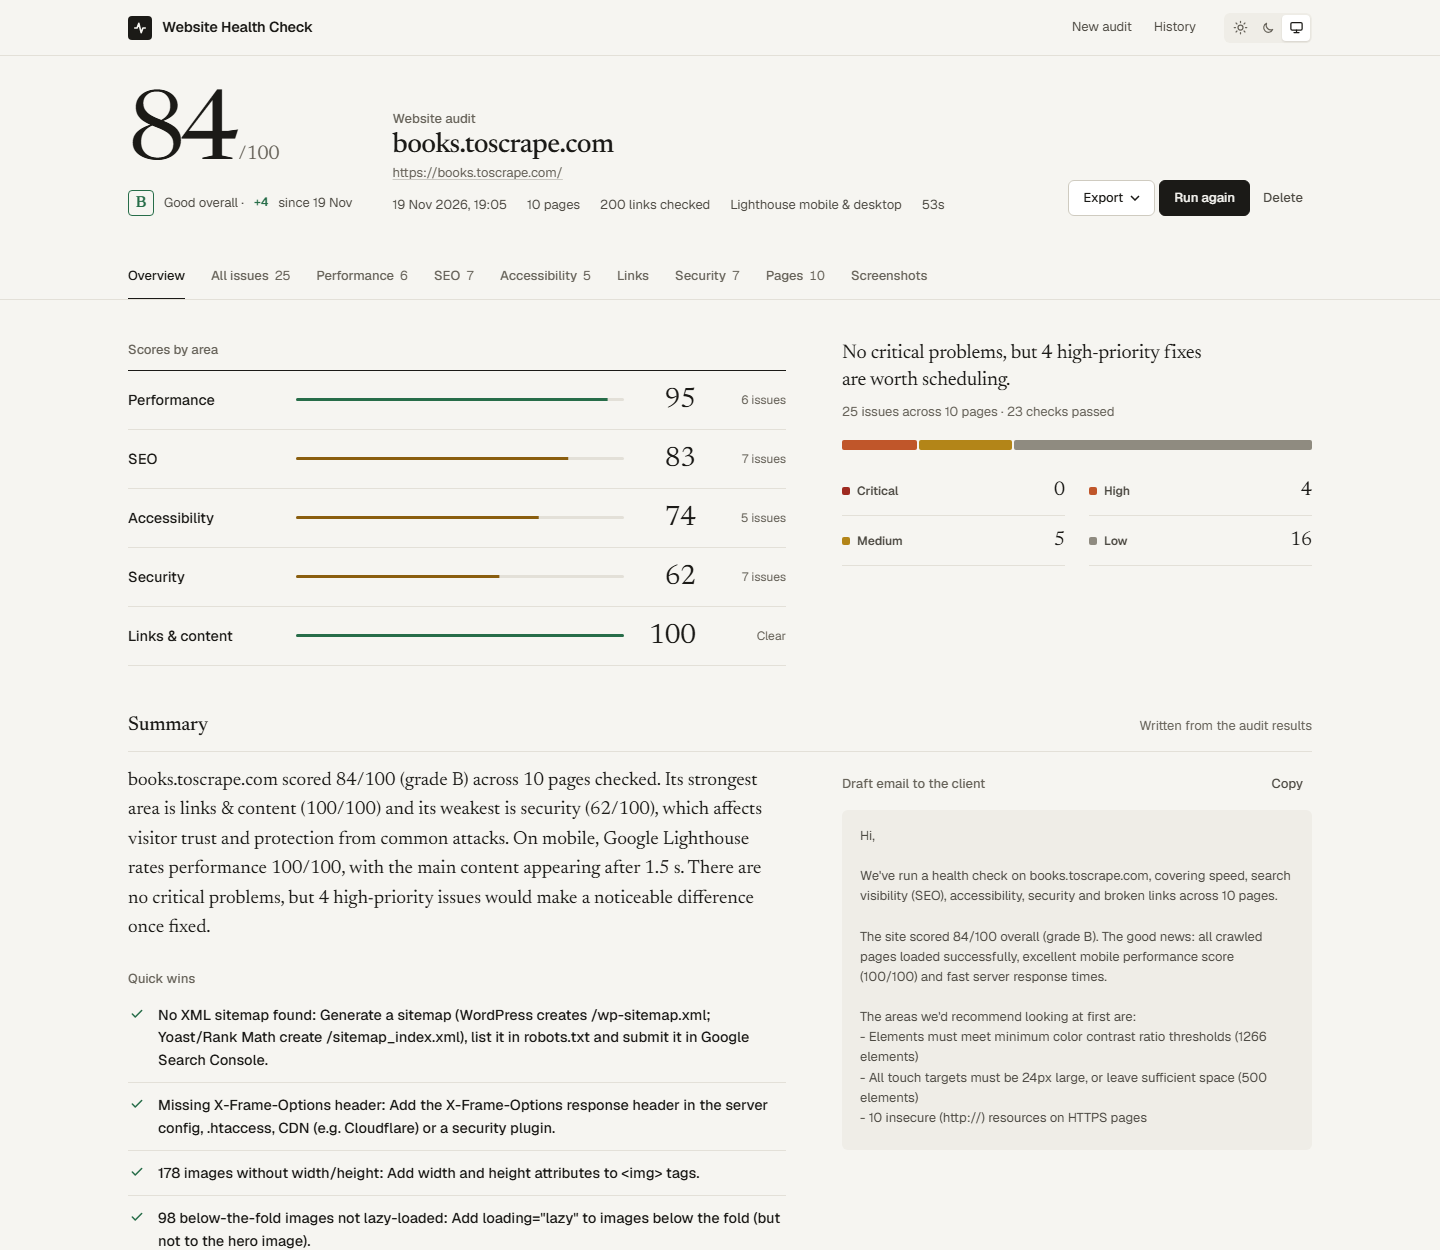 Website Health Check
New audit
History
84/100
B Good overall · +4 since 19 Nov
Website audit
books.toscrape.com
https://books.toscrape.com/
19 Nov 2026, 19:05 10 pages 200 links checked Lighthouse mobile & desktop 53s
Export
Run again
Delete
Overview All issues 25 Performance 6 SEO 7 Accessibility 5 Links Security 7 Pages 10 Screenshots
Scores by area
Performance 95 6 issues
SEO 83 7 issues
Accessibility 74 5 issues
Security 62 7 issues
Links & content 100 Clear
No critical problems, but 4 high-priority fixes
are worth scheduling.
25 issues across 10 pages · 23 checks passed
Critical 0
High 4
Medium 5
Low 16
Summary
Written from the audit results
books.toscrape.com scored 84/100 (grade B) across 10 pages checked. Its strongest
area is links & content (100/100) and its weakest is security (62/100), which affects
visitor trust and protection from common attacks. On mobile, Google Lighthouse
rates performance 100/100, with the main content appearing after 1.5 s. There are
no critical problems, but 4 high-priority issues would make a noticeable difference
once fixed.
Quick wins
No XML sitemap found: Generate a sitemap (WordPress creates /wp-sitemap.xml;
Yoast/Rank Math create /sitemap_index.xml), list it in robots.txt and submit it in Google
Search Console.
Missing X-Frame-Options header: Add the X-Frame-Options response header in the server
config, .htaccess, CDN (e.g. Cloudflare) or a security plugin.
178 images without width/height: Add width and height attributes to <img> tags.
98 below-the-fold images not lazy-loaded: Add loading="lazy" to images below the fold (but
not to the hero image).
Draft email to the client
Copy
Hi,
We've run a health check on books.toscrape.com, covering speed, search
visibility (SEO), accessibility, security and broken links across 10 pages.
The site scored 84/100 overall (grade B). The good news: all crawled
pages loaded successfully, excellent mobile performance score
(100/100) and fast server response times.
The areas we'd recommend looking at first are:
- Elements must meet minimum color contrast ratio thresholds (1266
elements)
- All touch targets must be 24px large, or leave sufficient space (500
elements)
- 10 insecure (http://) resources on HTTPS pages